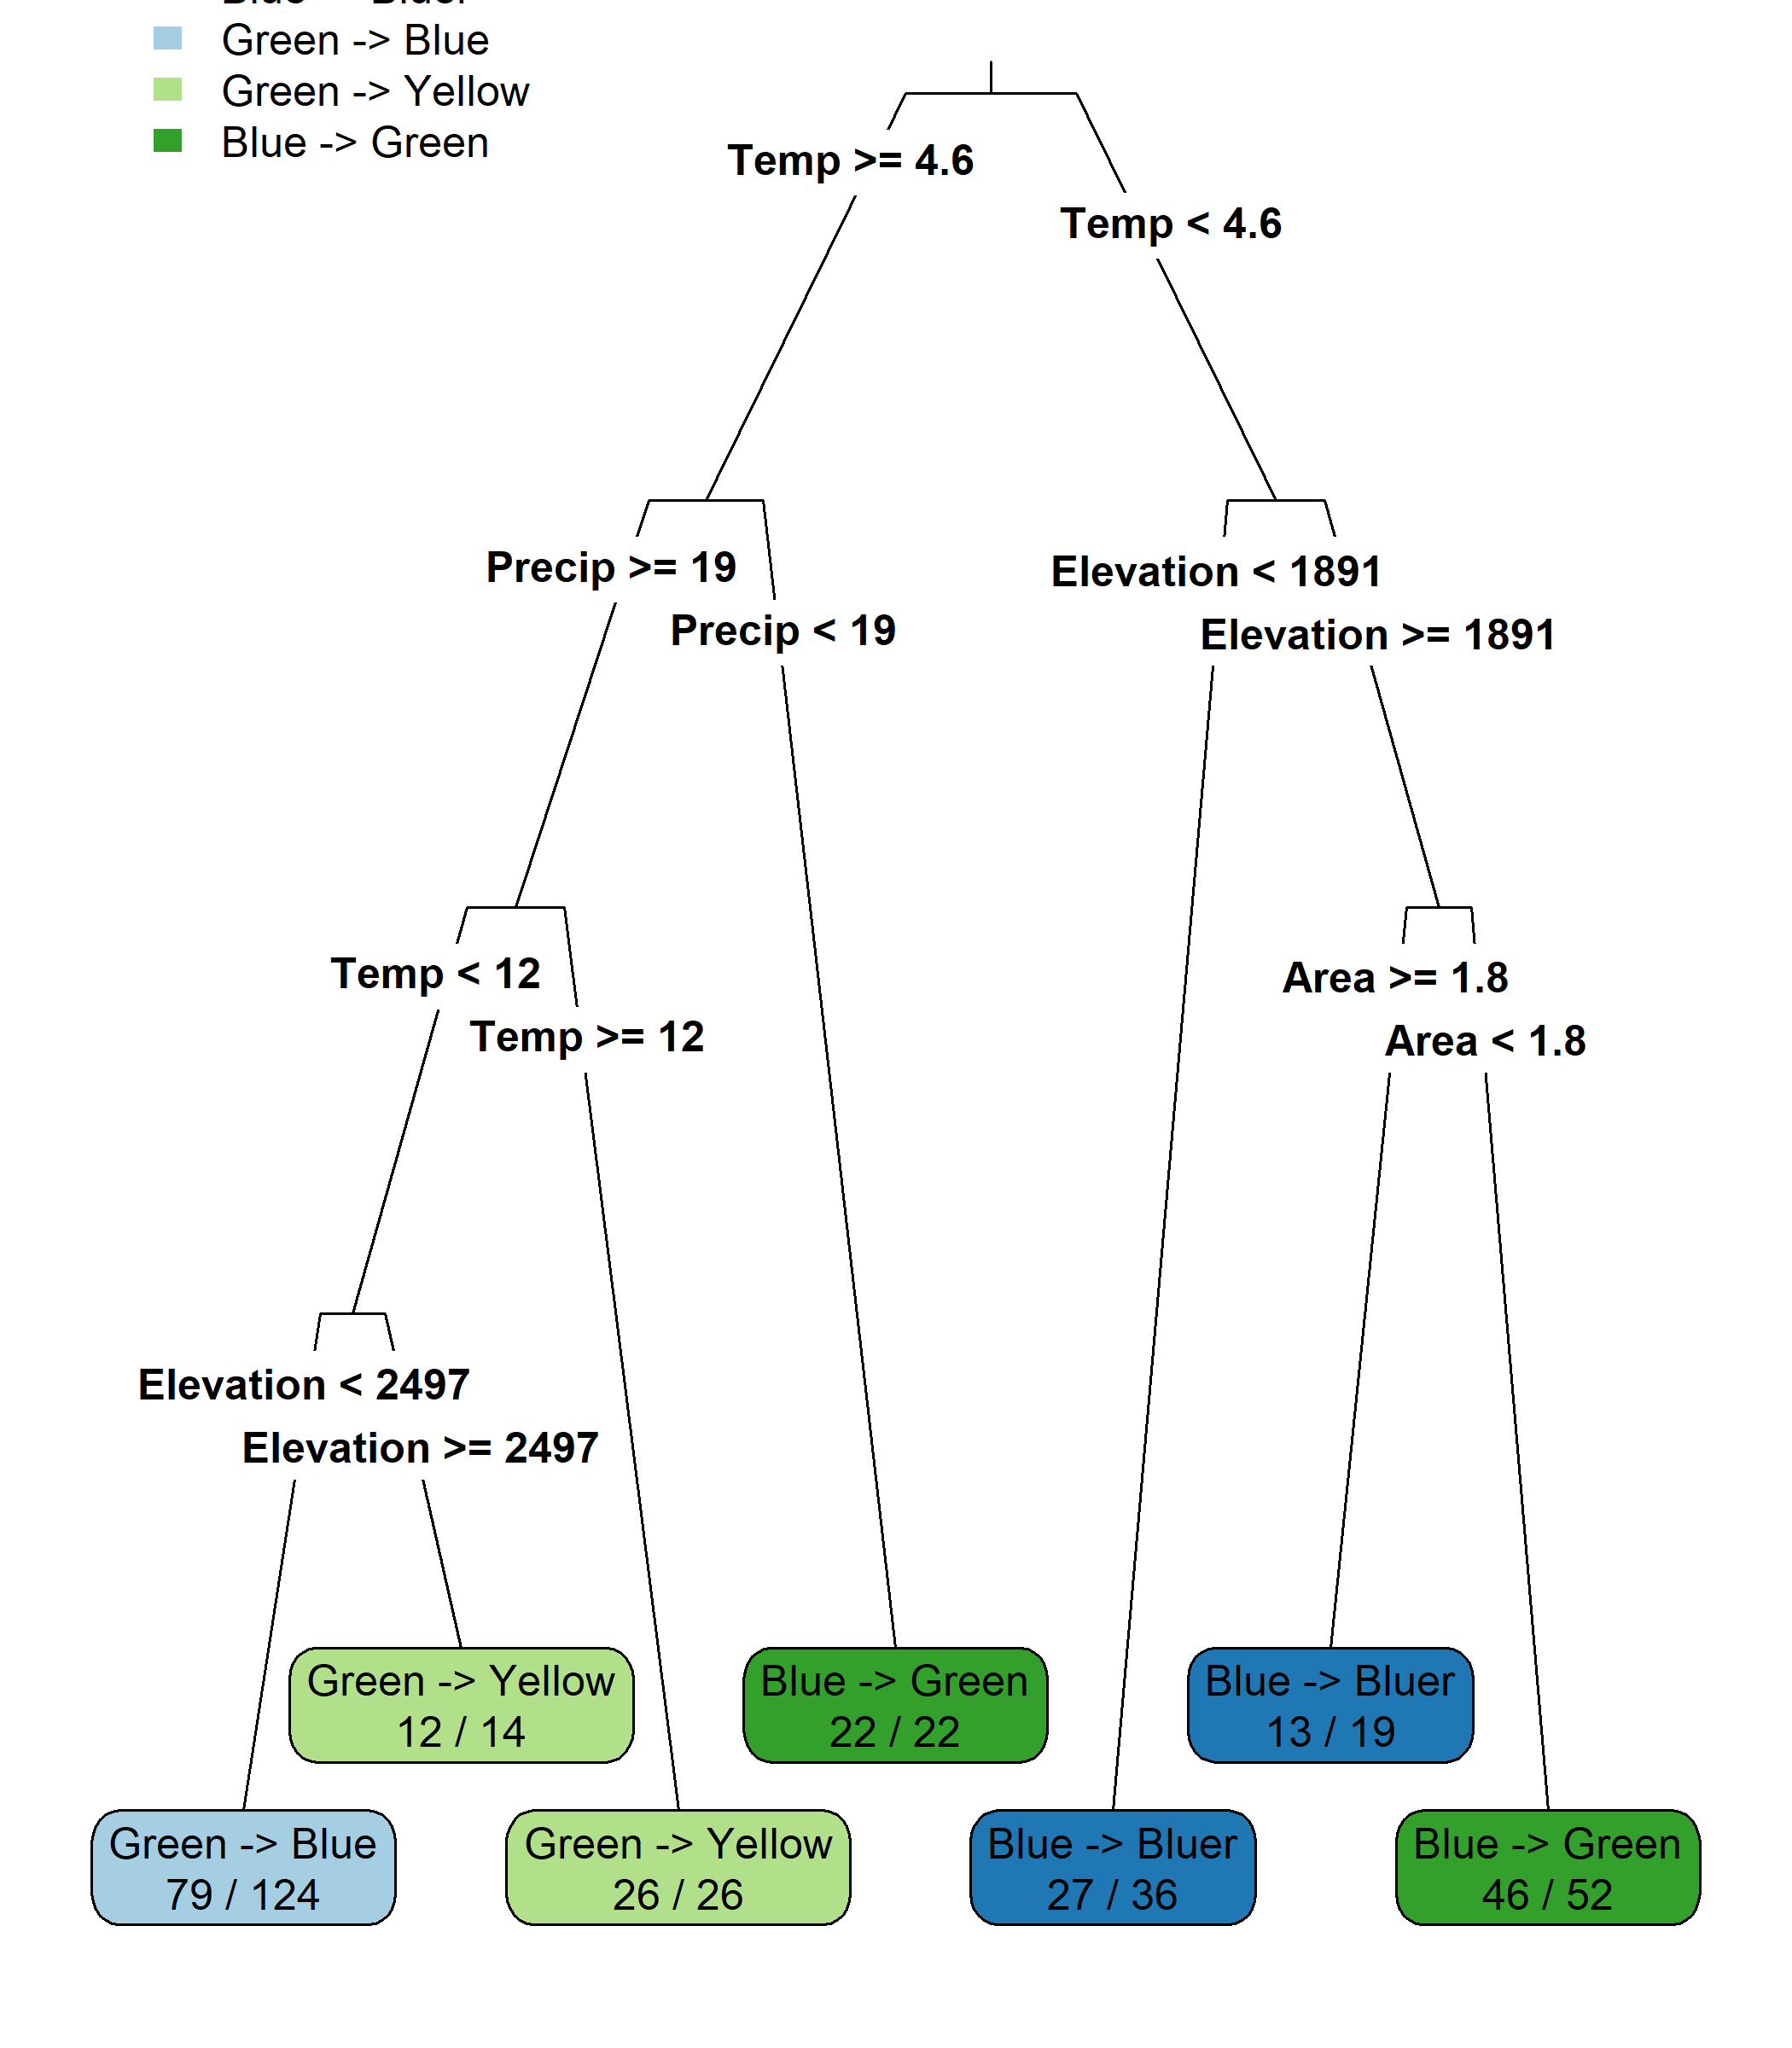 Green -> Blue
Green -> Yellow
Blue -> Green
Temp >= 4.6
Temp < 4.6
Precip >= 19
Precip < 19
Elevation < 1891
Elevation >= 1891
Temp < 12
Temp >= 12
Area >= 1.8
Area < 1.8
Elevation < 2497
Elevation >= 2497
Green -> Yellow
12 / 14
Blue -> Green
22 / 22
Blue -> Bluer
13 / 19
Green -> Blue
79 / 124
Green -> Yellow
26 / 26
Blue -> Bluer
27 / 36
Blue -> Green
46 / 52